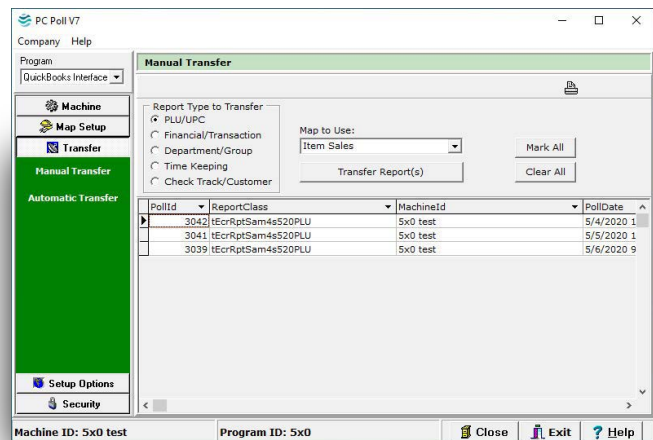 PC Poll V7
Company Help
Program
QuickBooks Interface
Machine
Map Setup
Transfer
Manual Transfer
Automatic Transfer
Setup Options
Security
Manual Transfer
Report Type to Transfer
PLU/UPC
Financial/Transaction
Department/Group
Time Keeping
Check Track/Customer
Map to Use:
Item Sales
Transfer Report(s)
Mark All
Clear All
PollId ReportClass MachineId PollDate
3042 tEcrRptSam4s520PLU 5x0 test 5/4/2020 1
3041 tEcrRptSam4s520PLU 5x0 test 5/5/2020 1
3039 tEcrRptSam4s520PLU 5x0 test 5/6/2020 9
Machine ID: 5x0 test Program ID: 5x0 Close Exit ? Help